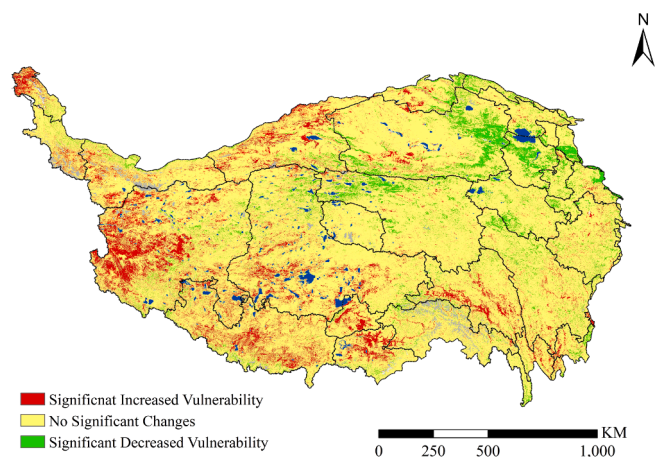 N
Significnat Increased Vulnerability
No Significant Changes
Significant Decreased Vulnerability
KM
0 250 500 1,000